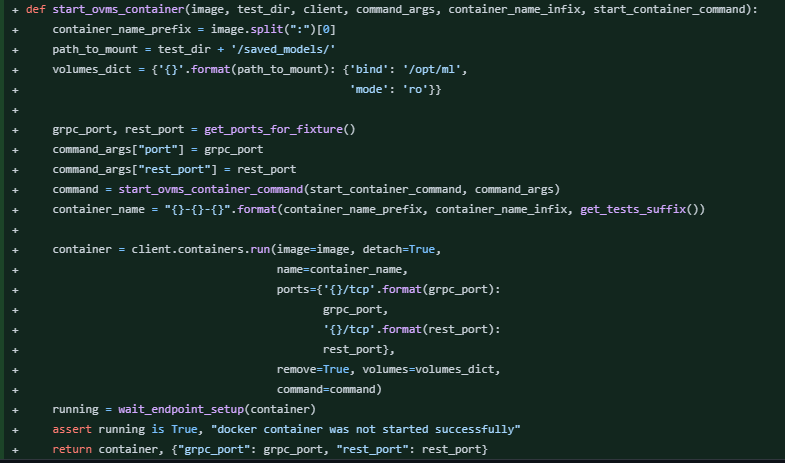 + def start_ovms_container(image, test_dir, client, command_args, container_name_infix, start_container_command):
+     container_name_prefix = image.split(":")[0]
+     path_to_mount = test_dir + '/saved_models/'
+     volumes_dict = {'{}'.format(path_to_mount): {'bind': '/opt/ml',
+                                                  'mode': 'ro'}}
+
+     grpc_port, rest_port = get_ports_for_fixture()
+     command_args["port"] = grpc_port
+     command_args["rest_port"] = rest_port
+     command = start_ovms_container_command(start_container_command, command_args)
+     container_name = "{}-{}-{}".format(container_name_prefix, container_name_infix, get_tests_suffix())
+
+     container = client.containers.run(image=image, detach=True,
+                                       name=container_name,
+                                       ports={'{}/tcp'.format(grpc_port):
+                                              grpc_port,
+                                              '{}/tcp'.format(rest_port):
+                                              rest_port},
+                                       remove=True, volumes=volumes_dict,
+                                       command=command)
+     running = wait_endpoint_setup(container)
+     assert running is True, "docker container was not started successfully"
+     return container, {"grpc_port": grpc_port, "rest_port": rest_port}